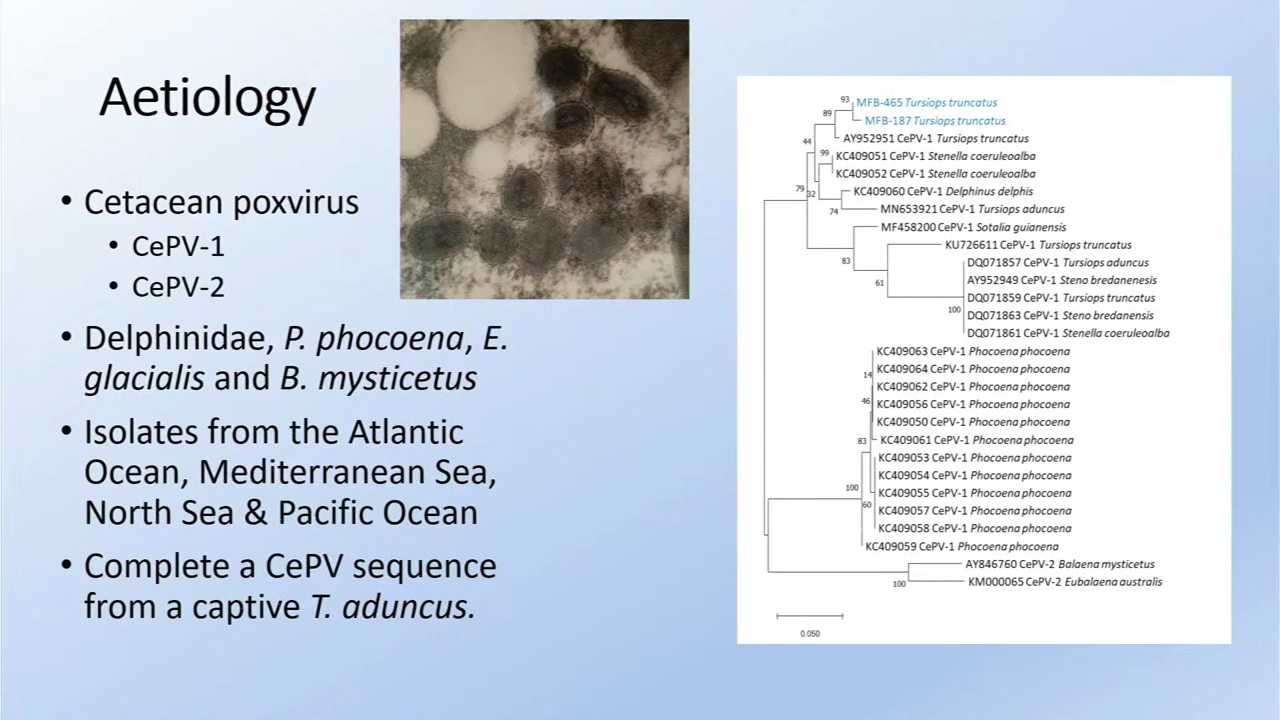 Aetiology
• Cetacean poxvirus
• CePV-1
• CePV-2
• Delphinidae, P. phocoena, E.
glacialis and B. mysticetus
• Isolates from the Atlantic
Ocean, Mediterranean Sea,
North Sea & Pacific Ocean
• Complete a CePV sequence
from a captive T. aduncus.
93
MFB-465 Tursiops truncatus
89
MFB-187 Tursiops truncatus
AY952951 CePV-1 Tursiops truncatus
44
99
KC409051 CePV-1 Stenella coeruleoalba
KC409052 CePV-1 Stenella coeruleoalba
79
32
KC409060 CePV-1 Delphinus delphis
74
MN653921 CePV-1 Tursiops aduncus
MF458200 CePV-1 Sotalia guianensis
83
KU726611 CePV-1 Tursiops truncatus
61
DQ071857 CePV-1 Tursiops aduncus
AY952949 CePV-1 Steno bredanenesis
DQ071859 CePV-1 Tursiops truncatus
100
DQ071863 CePV-1 Steno bredanensis
DQ071861 CePV-1 Stenella coeruleoalba
KC409063 CePV-1 Phocoena phocoena
14
KC409064 CePV-1 Phocoena phocoena
KC409062 CePV-1 Phocoena phocoena
46
KC409056 CePV-1 Phocoena phocoena
KC409050 CePV-1 Phocoena phocoena
83
KC409061 CePV-1 Phocoena phocoena
KC409053 CePV-1 Phocoena phocoena
KC409054 CePV-1 Phocoena phocoena
100
KC409055 CePV-1 Phocoena phocoena
60
KC409057 CePV-1 Phocoena phocoena
KC409058 CePV-1 Phocoena phocoena
KC409059 CePV-1 Phocoena phocoena
AY846760 CePV-2 Balaena mysticetus
100
KM000065 CePV-2 Eubalaena australis
0.050